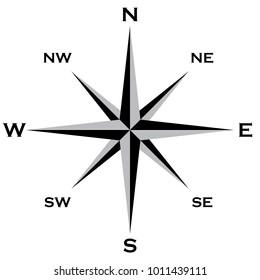 N
NW NE
W E
SW SE
S
shutterstock.com · 1011439111